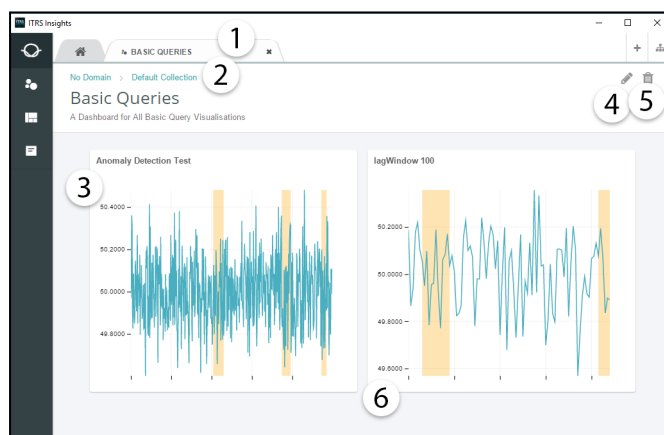 ITRS Insights
1
BASIC QUERIES
No Domain > Default Collection
2
Basic Queries
A Dashboard for All Basic Query Visualisations
4
5
Anomaly Detection Test
3
50.4000
50.2000
50.0000
49.8000
lagWindow 100
50.2000
50.0000
49.8000
49.6000
6